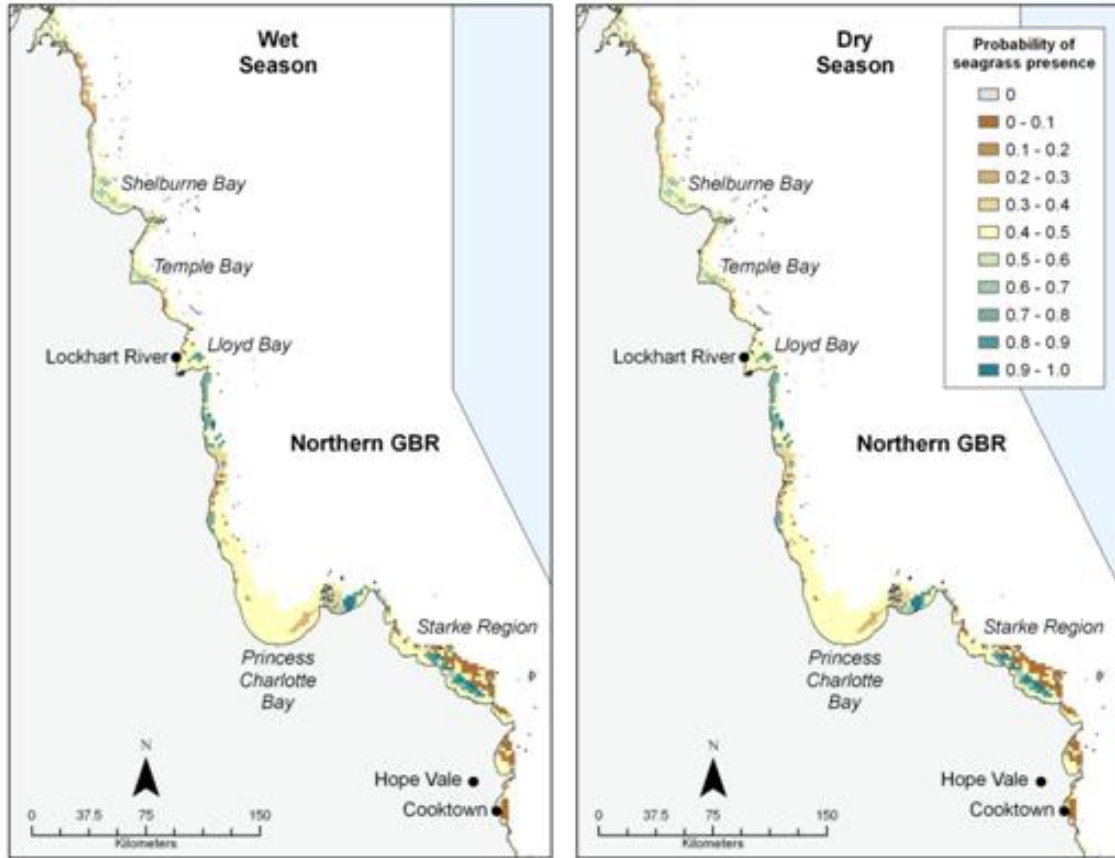 Wet
Season
Shelburne Bay
Temple Bay
Lloyd Bay
Lockhart River
Northern GBR
Starke Region
Princess
Charlotte
Bay
N
Hope Vale
Cooktown
0 37.5 75 150
Kilometers
Dry
Season
Probability of
seagrass presence
0
0 - 0.1
0.1 - 0.2
0.2 - 0.3
0.3 - 0.4
0.4 - 0.5
0.5 - 0.6
0.6 - 0.7
0.7 - 0.8
0.8 - 0.9
0.9 - 1.0
Shelburne Bay
Temple Bay
Lloyd Bay
Lockhart River
Northern GBR
Starke Region
Princess
Charlotte
Bay
N
Hope Vale
Cooktown
0 37.5 75 150
Kilometers